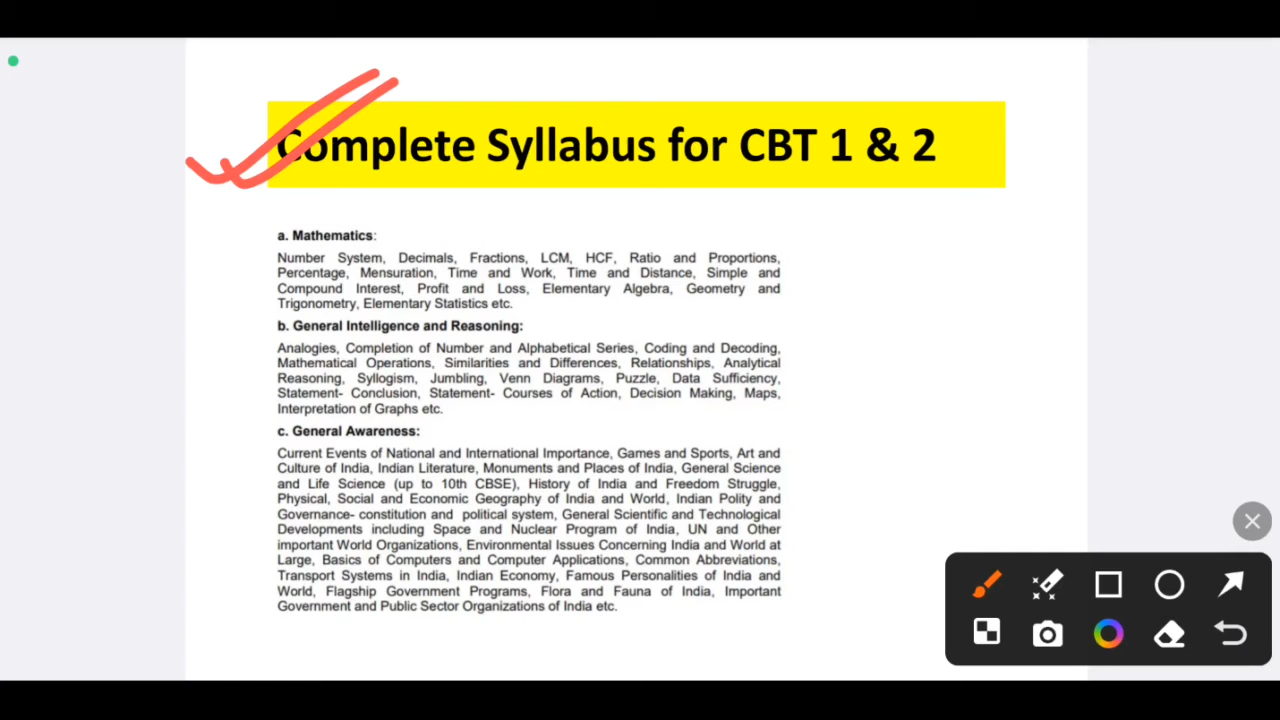 Complete Syllabus for CBT 1 & 2
a. Mathematics:
Number System, Decimals, Fractions, LCM, HCF, Ratio and Proportions,
Percentage, Mensuration, Time and Work, Time and Distance, Simple and
Compound Interest, Profit and Loss, Elementary Algebra, Geometry and
Trigonometry, Elementary Statistics etc.
b. General Intelligence and Reasoning:
Analogies, Completion of Number and Alphabetical Series, Coding and Decoding,
Mathematical Operations, Similarities and Differences, Relationships, Analytical
Reasoning, Syllogism, Jumbling, Venn Diagrams, Puzzle, Data Sufficiency,
Statement- Conclusion, Statement- Courses of Action, Decision Making, Maps,
Interpretation of Graphs etc.
c. General Awareness:
Current Events of National and International Importance, Games and Sports, Art and
Culture of India, Indian Literature, Monuments and Places of India, General Science
and Life Science (up to 10th CBSE), History of India and Freedom Struggle,
Physical, Social and Economic Geography of India and World, Indian Polity and
Governance- constitution and political system, General Scientific and Technological
Developments including Space and Nuclear Program of India, UN and Other
important World Organizations, Environmental Issues Concerning India and World at
Large, Basics of Computers and Computer Applications, Common Abbreviations,
Transport Systems in India, Indian Economy, Famous Personalities of India and
World, Flagship Government Programs, Flora and Fauna of India, Important
Government and Public Sector Organizations of India etc.